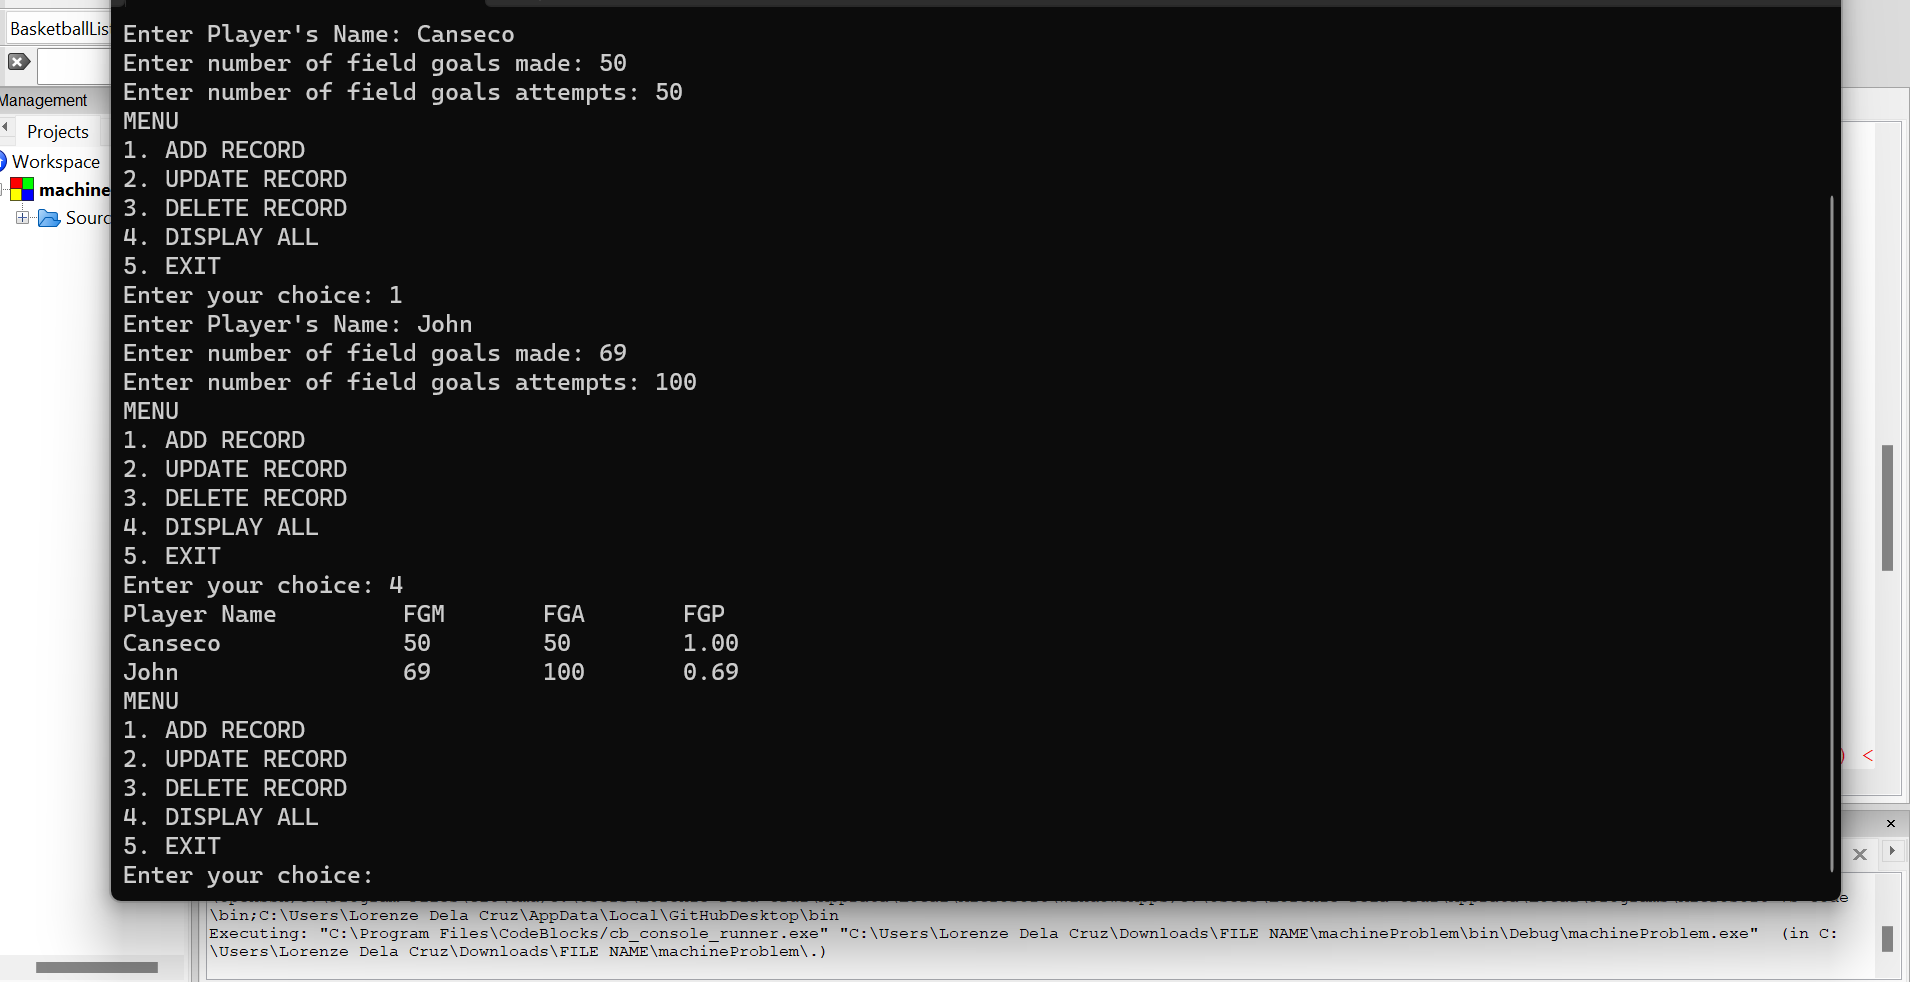 BasketballLis
Management
Projects
Workspace
machine
Sourc
Enter Player's Name: Canseco
Enter number of field goals made: 50
Enter number of field goals attempts: 50
MENU
1. ADD RECORD
2. UPDATE RECORD
3. DELETE RECORD
4. DISPLAY ALL
5. EXIT
Enter your choice: 1
Enter Player's Name: John
Enter number of field goals made: 69
Enter number of field goals attempts: 100
MENU
1. ADD RECORD
2. UPDATE RECORD
3. DELETE RECORD
4. DISPLAY ALL
5. EXIT
Enter your choice: 4
Player Name FGM FGA FGP
Canseco 50 50 1.00
John 69 100 0.69
MENU
1. ADD RECORD
2. UPDATE RECORD
3. DELETE RECORD
4. DISPLAY ALL
5. EXIT
Enter your choice:
) <
\bin;C:\Users\Lorenze Dela Cruz\AppData\Local\GitHubDesktop\bin
Executing: "C:\Program Files\CodeBlocks/cb_console_runner.exe" "C:\Users\Lorenze Dela Cruz\Downloads\FILE NAME\machineProblem\bin\Debug\machineProblem.exe"  (in C:
\Users\Lorenze Dela Cruz\Downloads\FILE NAME\machineProblem\.)